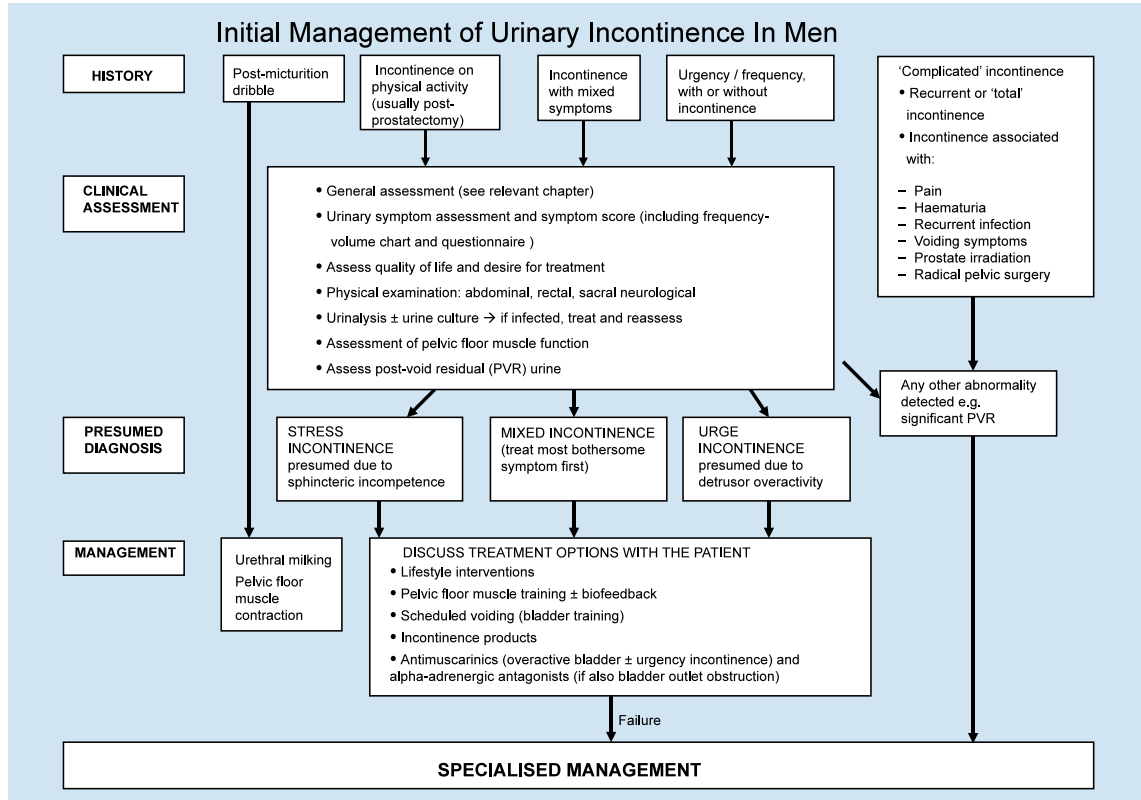 Initial Management of Urinary Incontinence In Men
HISTORY
Post-micturition
dribble
Incontinence on
physical activity
(usually post-
prostatectomy)
Incontinence
with mixed
symptoms
Urgency / frequency,
with or without
incontinence
‘Complicated’ incontinence
• Recurrent or ‘total’
incontinence
• Incontinence associated
with:
– Pain
– Haematuria
– Recurrent infection
– Voiding symptoms
– Prostate irradiation
– Radical pelvic surgery
CLINICAL
ASSESSMENT
• General assessment (see relevant chapter)
• Urinary symptom assessment and symptom score (including frequency-
volume chart and questionnaire )
• Assess quality of life and desire for treatment
• Physical examination: abdominal, rectal, sacral neurological
• Urinalysis ± urine culture → if infected, treat and reassess
• Assessment of pelvic floor muscle function
• Assess post-void residual (PVR) urine
Any other abnormality
detected e.g.
significant PVR
PRESUMED
DIAGNOSIS
STRESS
INCONTINENCE
presumed due to
sphincteric incompetence
MIXED INCONTINENCE
(treat most bothersome
symptom first)
URGE
INCONTINENCE
presumed due to
detrusor overactivity
MANAGEMENT
Urethral milking
Pelvic floor
muscle
contraction
DISCUSS TREATMENT OPTIONS WITH THE PATIENT
• Lifestyle interventions
• Pelvic floor muscle training ± biofeedback
• Scheduled voiding (bladder training)
• Incontinence products
• Antimuscarinics (overactive bladder ± urgency incontinence) and
alpha-adrenergic antagonists (if also bladder outlet obstruction)
Failure
SPECIALISED MANAGEMENT